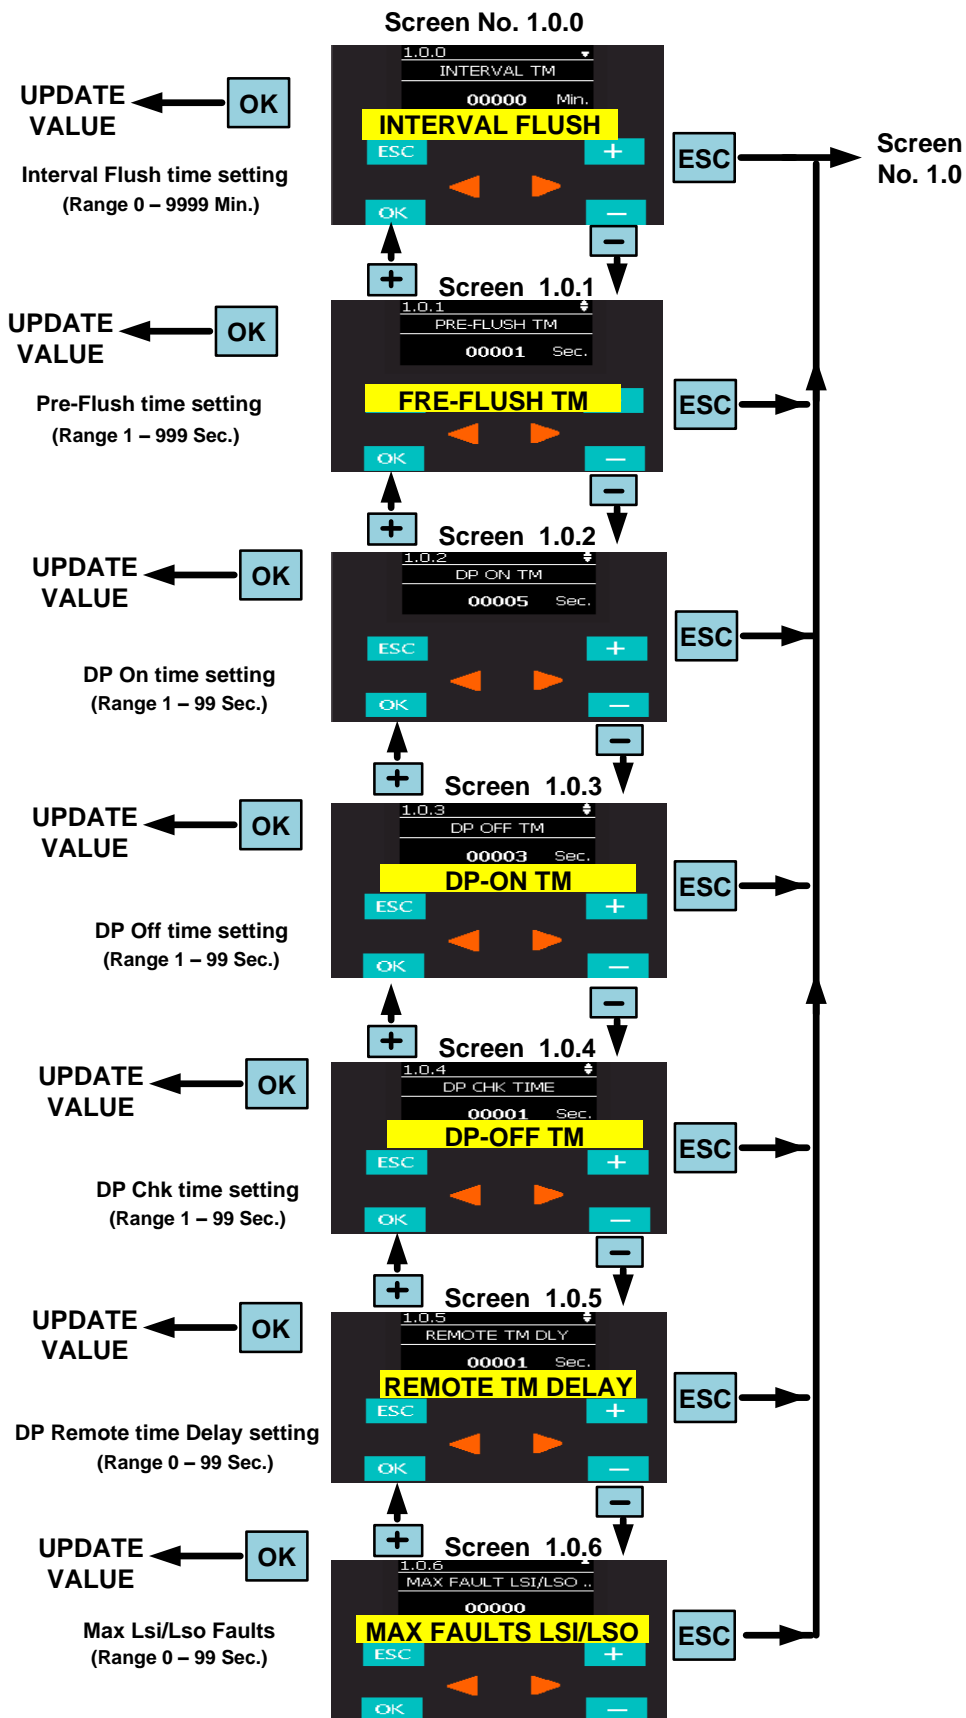 Screen No. 1.0.0
1.0.0
INTERVAL TM
00000 Min.
INTERVAL FLUSH
ESC +
OK −
UPDATE
VALUE
OK
Interval Flush time setting
(Range 0 – 9999 Min.)
ESC
Screen
No. 1.0
+
−
Screen 1.0.1
1.0.1
PRE-FLUSH TM
00001 Sec.
FRE-FLUSH TM
OK −
UPDATE
VALUE
OK
Pre-Flush time setting
(Range 1 – 999 Sec.)
ESC
+
−
Screen 1.0.2
1.0.2
DP ON TM
00005 Sec.
ESC +
OK −
UPDATE
VALUE
OK
DP On time setting
(Range 1 – 99 Sec.)
ESC
+
−
Screen 1.0.3
1.0.3
DP OFF TM
00003 Sec.
DP-ON TM
ESC +
OK −
UPDATE
VALUE
OK
DP Off time setting
(Range 1 – 99 Sec.)
ESC
+
−
Screen 1.0.4
1.0.4
DP CHK TIME
00001 Sec.
DP-OFF TM
ESC +
OK −
UPDATE
VALUE
OK
DP Chk time setting
(Range 1 – 99 Sec.)
ESC
+
−
Screen 1.0.5
1.0.5
REMOTE TM DLY
00001 Sec.
REMOTE TM DELAY
ESC +
OK −
UPDATE
VALUE
OK
DP Remote time Delay setting
(Range 0 – 99 Sec.)
ESC
+
−
Screen 1.0.6
1.0.6
MAX FAULT LSI/LSO ..
00000
MAX FAULTS LSI/LSO
ESC +
OK −
UPDATE
VALUE
OK
Max Lsi/Lso Faults
(Range 0 – 99 Sec.)
ESC